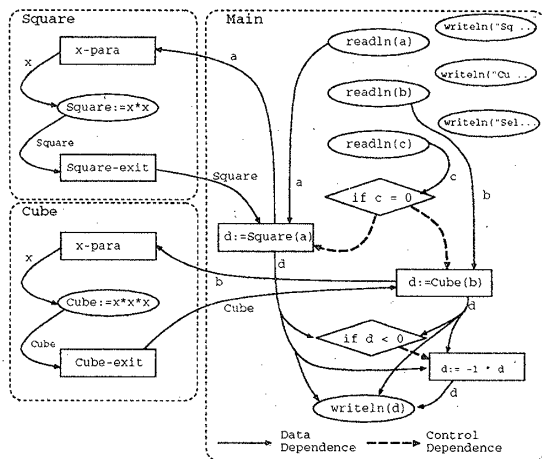 Square
x-para
x
Square:=x*x
Square
Square-exit
Cube
x-para
x
Cube:=x*x*x
Cube
Cube-exit
Main
readln(a)
writeln("Sq ..
a
readln(b)
writeln("Cu ..
readln(c)
writeln("Sel...
c
Square
a
if c = 0
b
d:=Square(a)
d
b
d:=Cube(b)
Cube
d
if d < 0
d:= -1 * d
d
writeln(d)
Data
Dependence
Control
Dependence